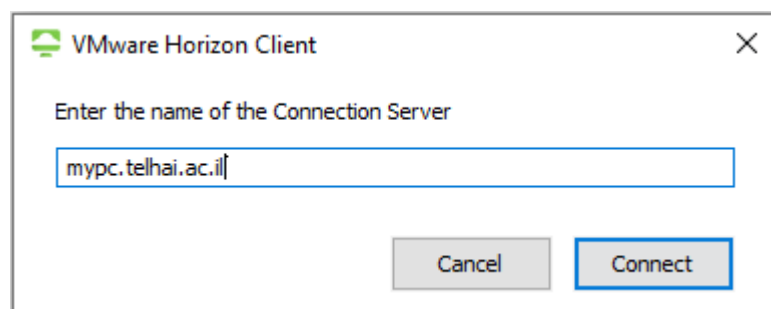 VMware Horizon Client
Enter the name of the Connection Server
mypc.telhai.ac.il
Cancel
Connect